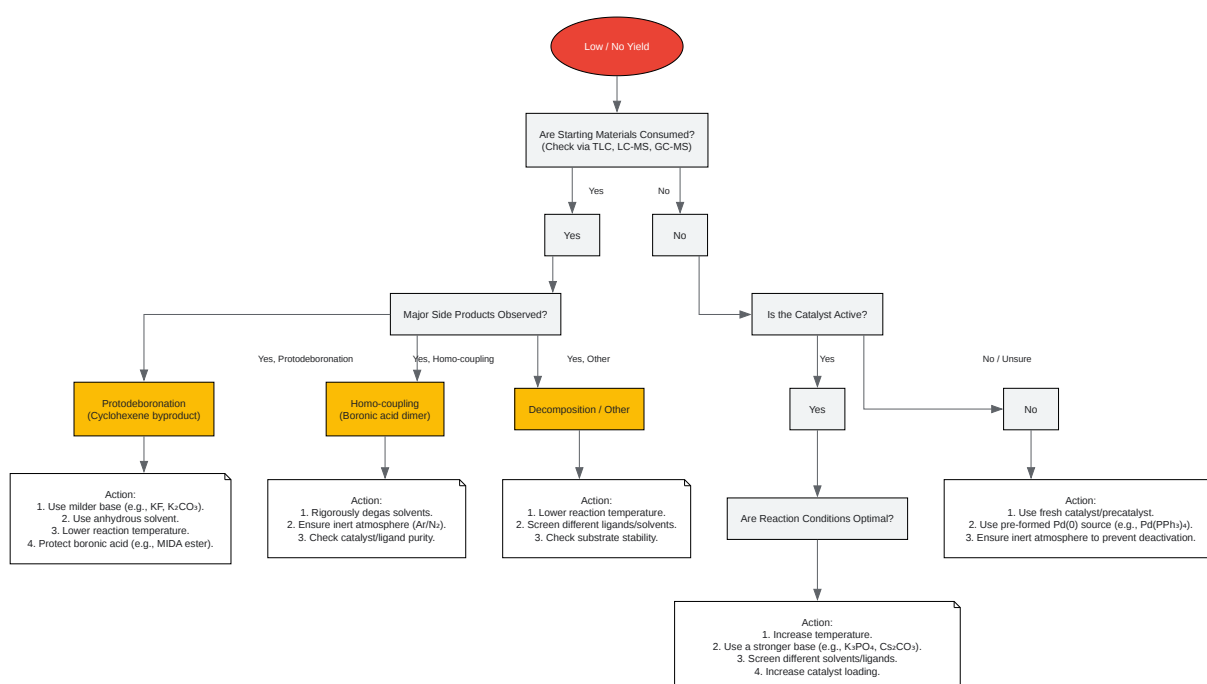 Low / No Yield
Are Starting Materials Consumed?
(Check via TLC, LC-MS, GC-MS)
Yes
No
Yes
No
Major Side Products Observed?
Is the Catalyst Active?
Yes, Protodeboronation
Yes, Homo-coupling
Yes, Other
Yes
No / Unsure
Protodeboronation
(Cyclohexene byproduct)
Homo-coupling
(Boronic acid dimer)
Decomposition / Other
Yes
No
Action:
1. Use milder base (e.g., KF, K₂CO₃).
2. Use anhydrous solvent.
3. Lower reaction temperature.
4. Protect boronic acid (e.g., MIDA ester).
Action:
1. Rigorously degas solvents.
2. Ensure inert atmosphere (Ar/N₂).
3. Check catalyst/ligand purity.
Action:
1. Lower reaction temperature.
2. Screen different ligands/solvents.
3. Check substrate stability.
Are Reaction Conditions Optimal?
Action:
1. Use fresh catalyst/precatalyst.
2. Use pre-formed Pd(0) source (e.g., Pd(PPh₃)₄).
3. Ensure inert atmosphere to prevent deactivation.
Action:
1. Increase temperature.
2. Use a stronger base (e.g., K₃PO₄, Cs₂CO₃).
3. Screen different solvents/ligands.
4. Increase catalyst loading.